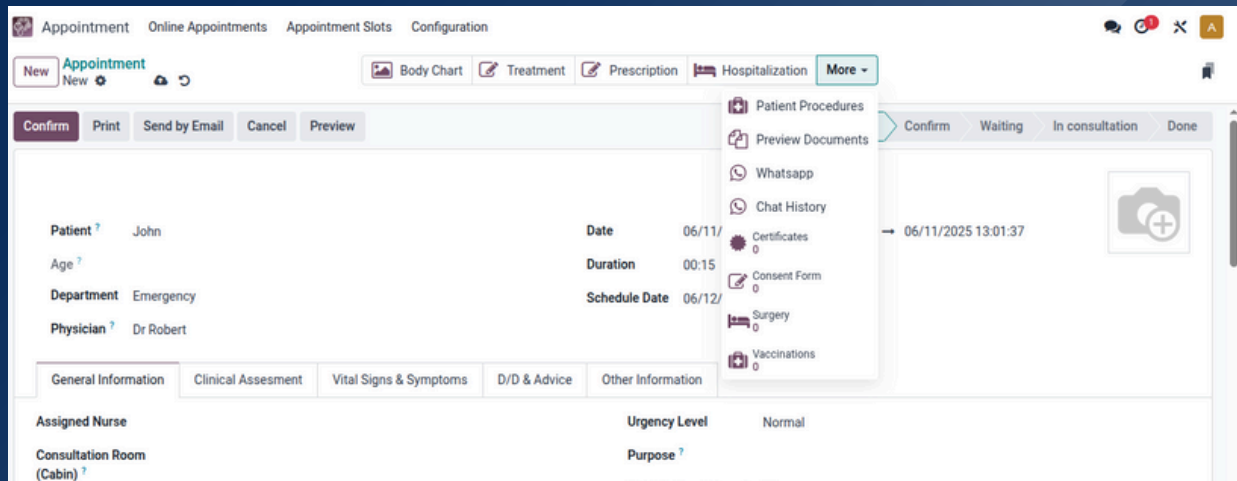 Appointment Online Appointments Appointment Slots Configuration 1 A
New Appointment
New
Body Chart Treatment Prescription Hospitalization More
Confirm Print Send by Email Cancel Preview
Confirm Waiting In consultation Done
Patient Procedures
Preview Documents
Whatsapp
Chat History
Certificates
0
Consent Form
0
Surgery
0
Vaccinations
0
Patient ? John
Age ?
Department Emergency
Physician ? Dr Robert
Date 06/11/ → 06/11/2025 13:01:37
Duration 00:15
Schedule Date 06/12/
General Information Clinical Assesment Vital Signs & Symptoms D/D & Advice Other Information
Assigned Nurse
Urgency Level Normal
Consultation Room
(Cabin) ?
Purpose ?